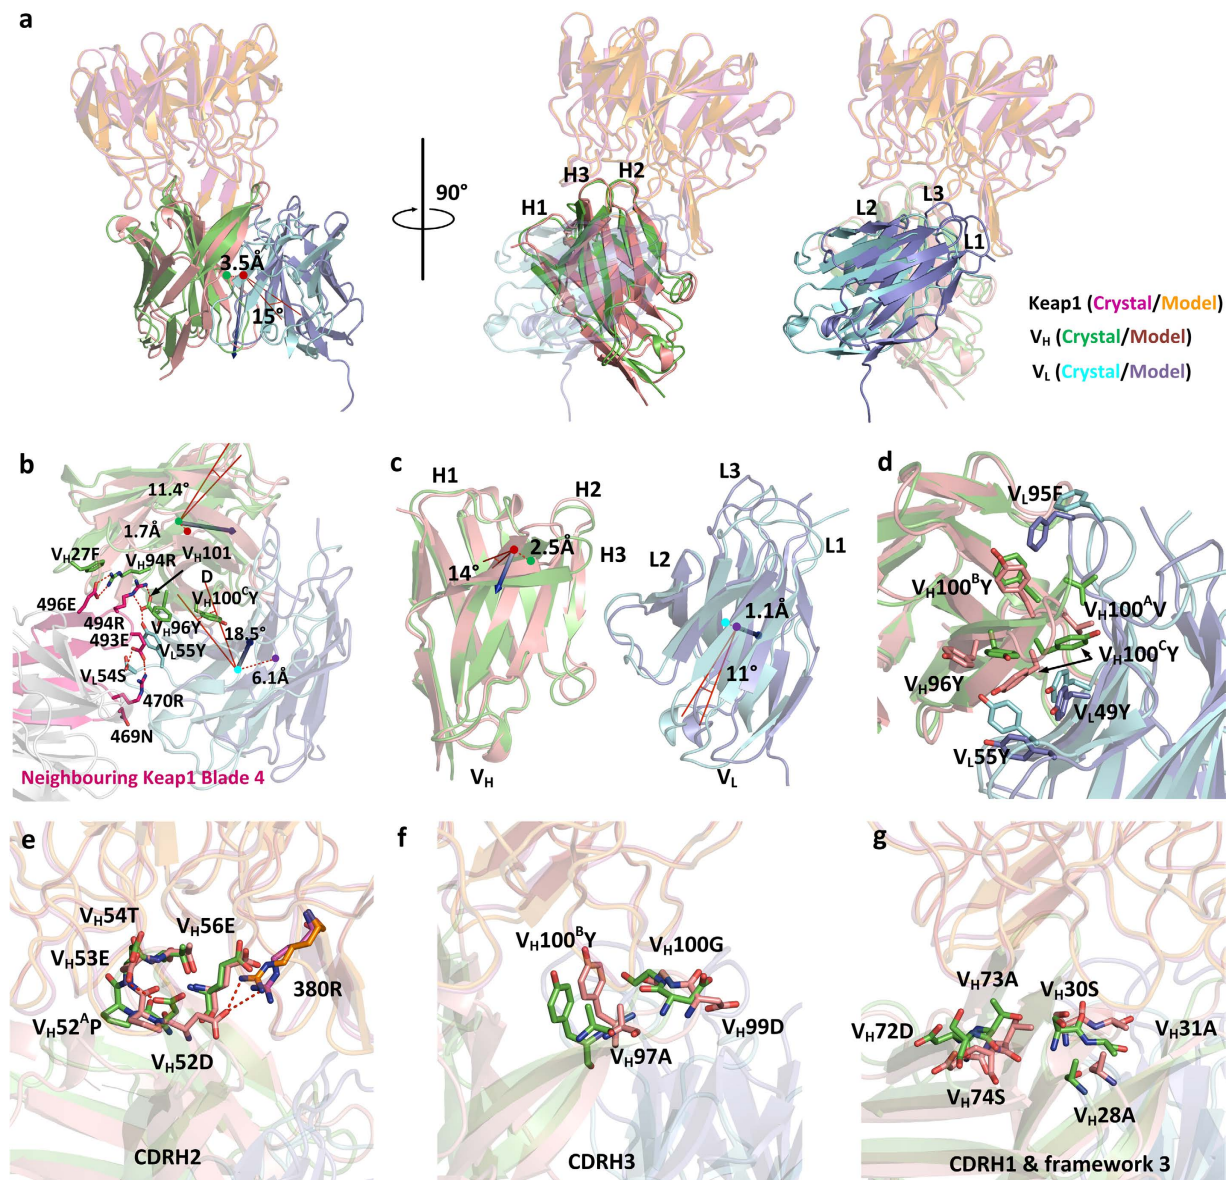 a
90°
3.5Å
15°
H1
H3
H2
L2
L3
L1
Keap1 (Crystal/Model)
VH (Crystal/Model)
VL (Crystal/Model)
b
11.4°
1.7Å
VH27F
VH94R
VH101
D
VH100CY
496E
494R
VH96Y
493E
VL55Y
18.5°
VL54S
470R
6.1Å
469N
Neighbouring Keap1 Blade 4
c
H1
H2
H3
2.5Å
14°
VH
L3
L2
L1
1.1Å
11°
VL
d
VL95F
VH100BY
VH100AV
VH100CY
VH96Y
VL49Y
VL55Y
e
VH54T
VH56E
VH53E
380R
VH52AP
VH52D
CDRH2
f
VH100BY
VH100G
VH99D
VH97A
CDRH3
g
VH73A
VH30S
VH72D
VH31A
VH74S
VH28A
CDRH1 & framework 3